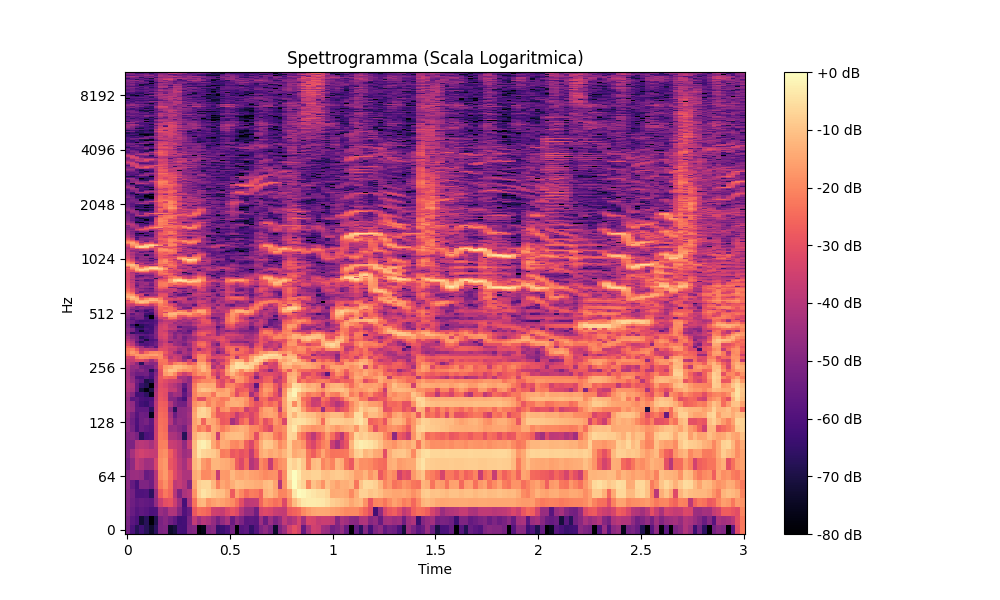 Spettrogramma (Scala Logaritmica)
Hz
8192
4096
2048
1024
512
256
128
64
0
0
0.5
1
1.5
2
2.5
3
Time
+0 dB
-10 dB
-20 dB
-30 dB
-40 dB
-50 dB
-60 dB
-70 dB
-80 dB